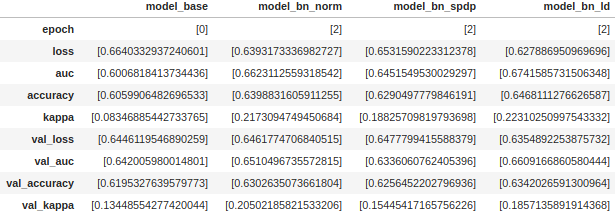 model_base model_bn_norm model_bn_spdp model_bn_ld
epoch [0] [2] [2] [2]
loss [0.6640332937240601] [0.6393173336982727] [0.6531590223312378] [0.627886950969696]
auc [0.6006818413734436] [0.6623112559318542] [0.6451549530029297] [0.6741585731506348]
accuracy [0.6059906482696533] [0.6398831605911255] [0.6290497779846191] [0.6468111276626587]
kappa [0.08346885442733765] [0.2173094749450684] [0.18825709819793698] [0.22310250997543332]
val_loss [0.6446119546890259] [0.6461774706840515] [0.6477799415588379] [0.6354892253875732]
val_auc [0.642005980014801] [0.6510496735572815] [0.6336060762405396] [0.6609166860580444]
val_accuracy [0.6195327639579773] [0.6302635073661804] [0.6256452202796936] [0.6342026591300964]
val_kappa [0.13448554277420044] [0.20502185821533206] [0.15445417165756226] [0.1857135891914368]